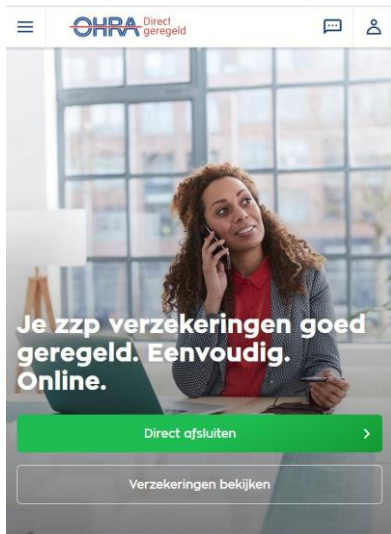 OHRA Direct
geregeld
Je zzp verzekeringen goed
geregeld. Eenvoudig.
Online.
Direct afsluiten
Verzekeringen bekijken